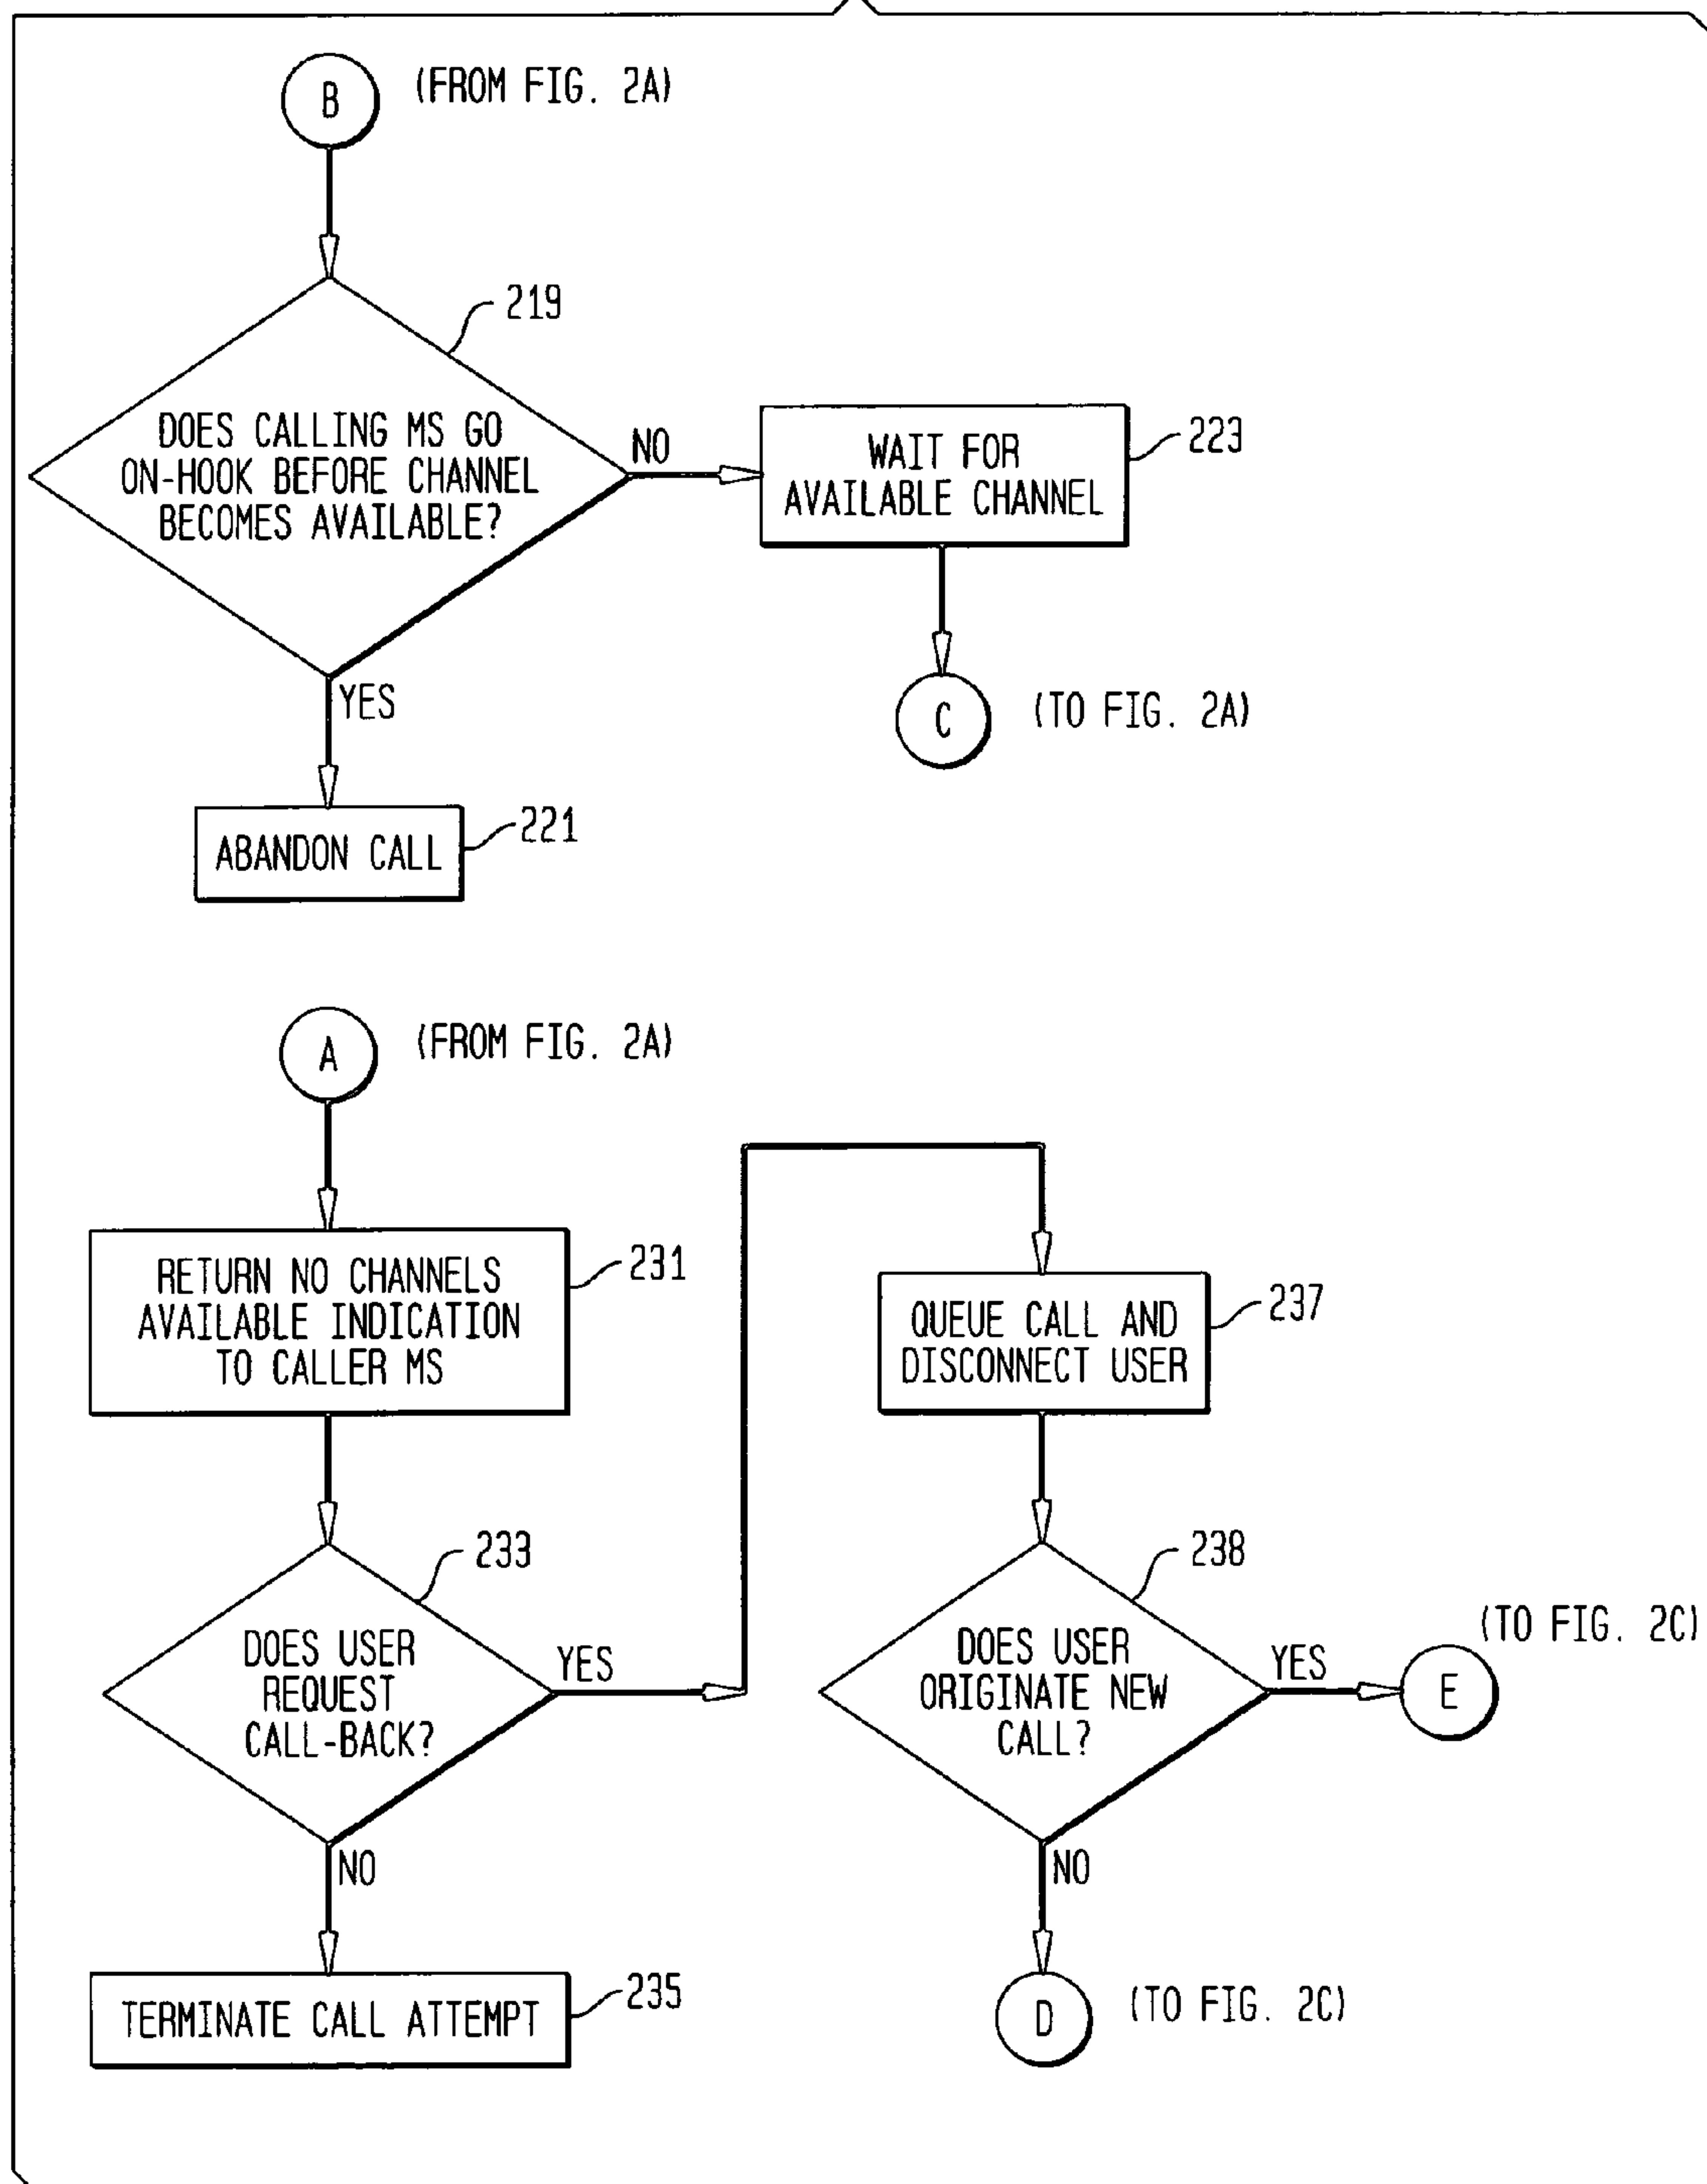 B
(FROM FIG. 2A)
219
DOES CALLING MS GO
ON-HOOK BEFORE CHANNEL
BECOMES AVAILABLE?
NO
WAIT FOR
AVAILABLE CHANNEL
223
C
(TO FIG. 2A)
YES
ABANDON CALL
221
A
(FROM FIG. 2A)
RETURN NO CHANNELS
AVAILABLE INDICATION
TO CALLER MS
231
233
DOES USER
REQUEST
CALL-BACK?
YES
NO
TERMINATE CALL ATTEMPT
235
QUEUE CALL AND
DISCONNECT USER
237
238
DOES USER
ORIGINATE NEW
CALL?
YES
(TO FIG. 2C)
E
NO
D
(TO FIG. 2C)